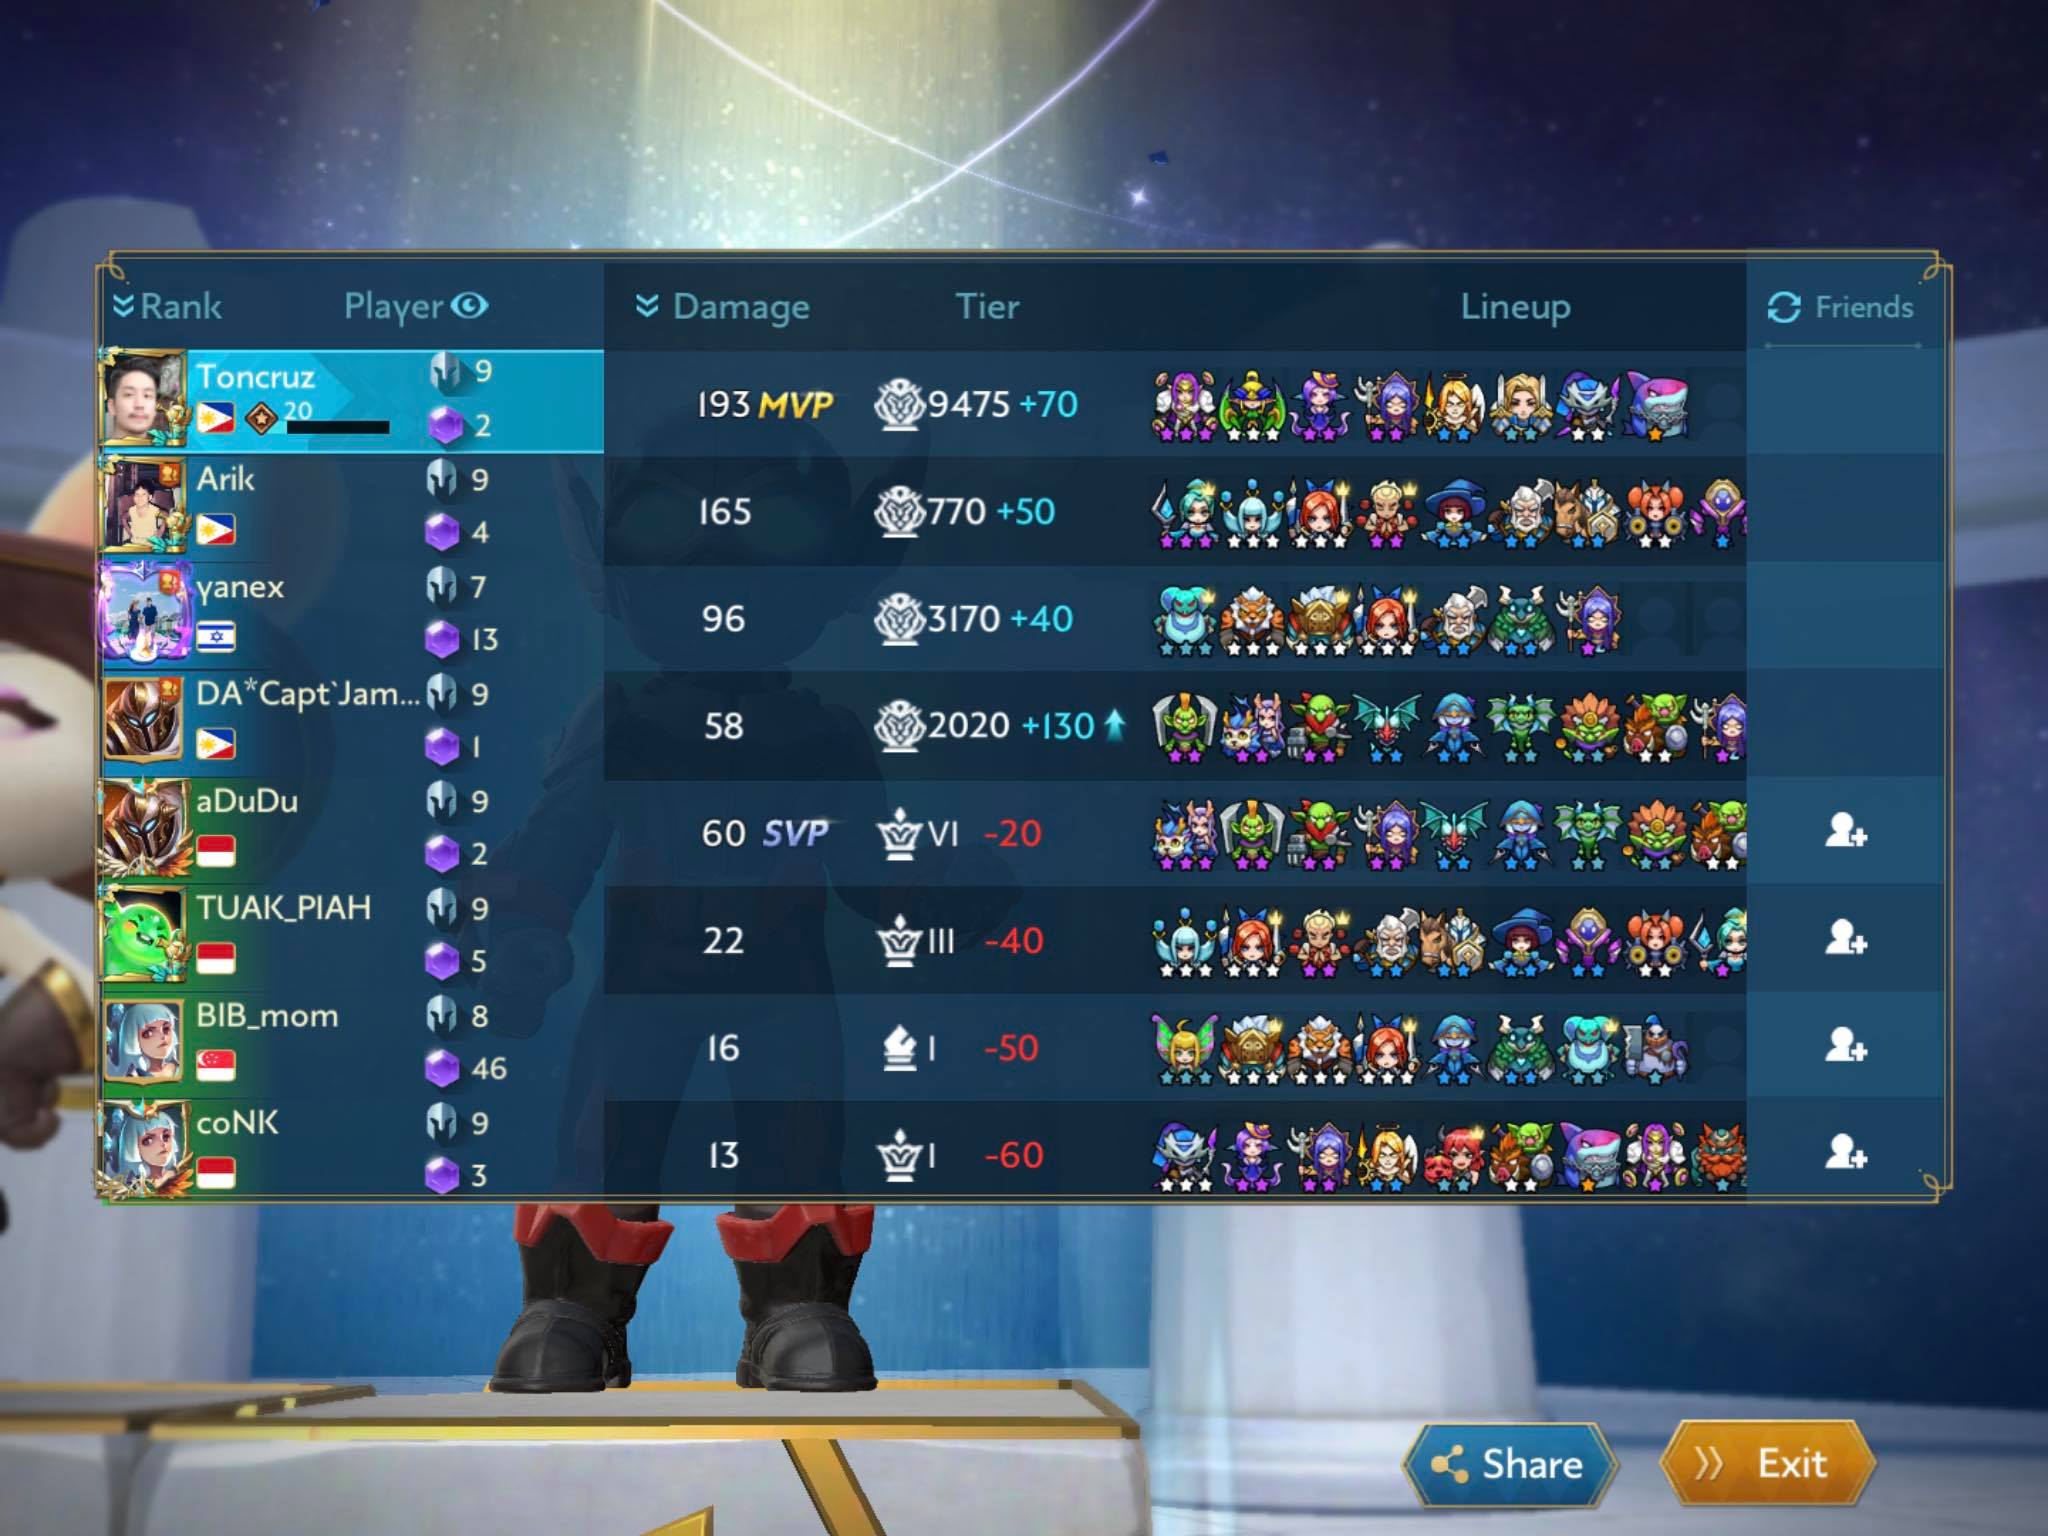 Rank Player Damage Tier Lineup Friends
Toncruz 9 193 MVP 9475 +70
20 2
Arik 9 165 770 +50
4
yanex 7 96 3170 +40
13
DA*Capt`Jam... 9 58 2020 +130
1
aDuDu 9 60 SVP VI -20
2
TUAK_PIAH 9 22 III -40
5
BIB_mom 8 16 I -50
46
coNK 9 13 I -60
3
Share Exit